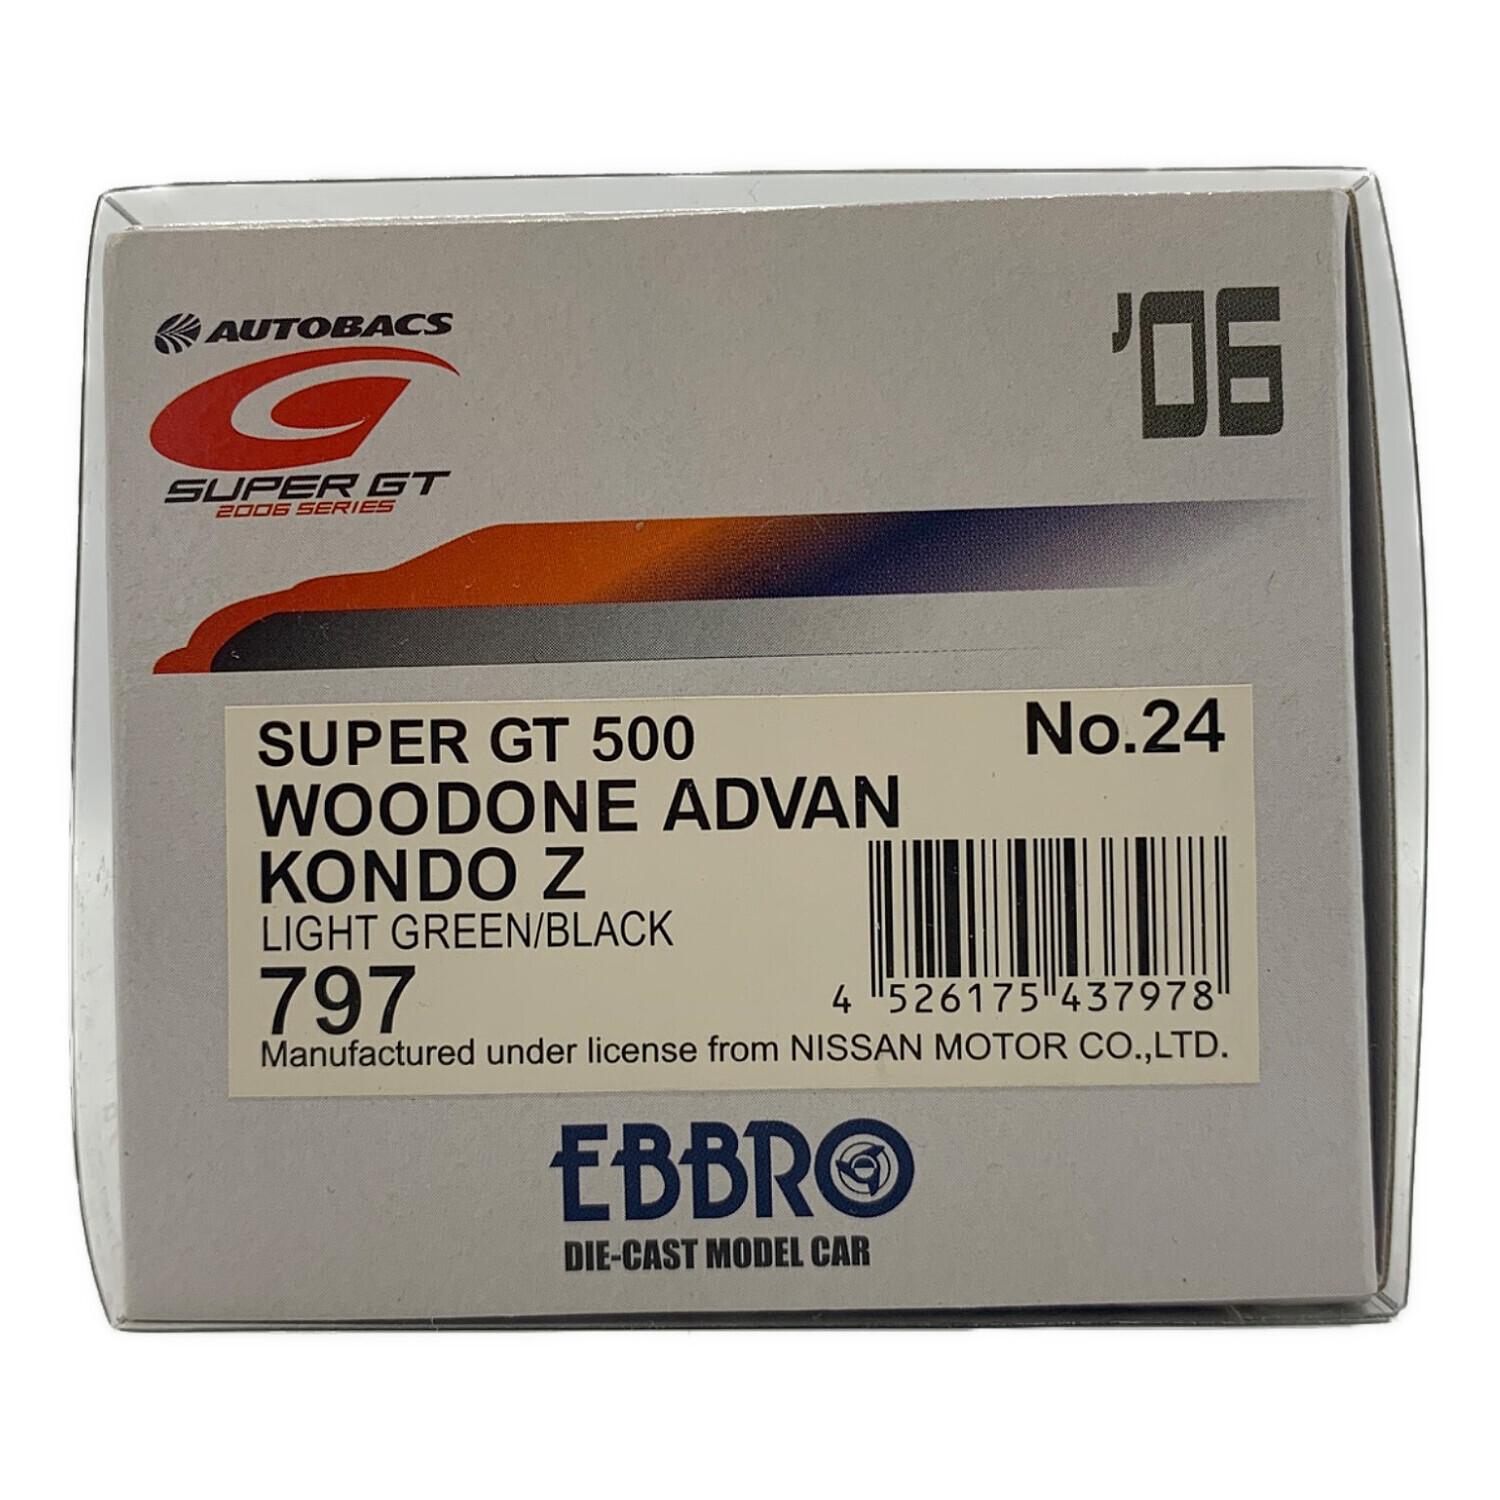 AUTOBACS
'06
SUPER GT
2006 SERIES
SUPER GT 500 No.24
WOODONE ADVAN
KONDO Z
LIGHT GREEN/BLACK
797
4 526175 437978
Manufactured under license from NISSAN MOTOR CO.,LTD.
EBBRO
DIE-CAST MODEL CAR